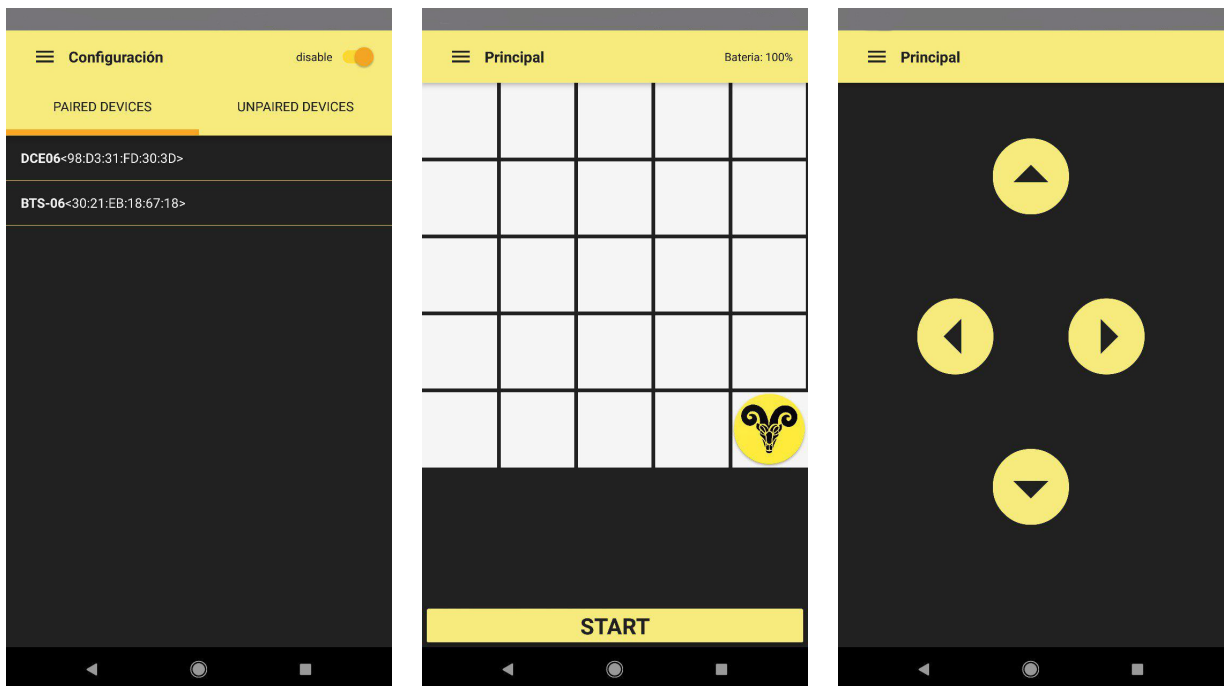 Configuración
disable
PAIRED DEVICES
UNPAIRED DEVICES
DCE06<98:D3:31:FD:30:3D>
BTS-06<30:21:EB:18:67:18>
Principal
Bateria: 100%
START
Principal